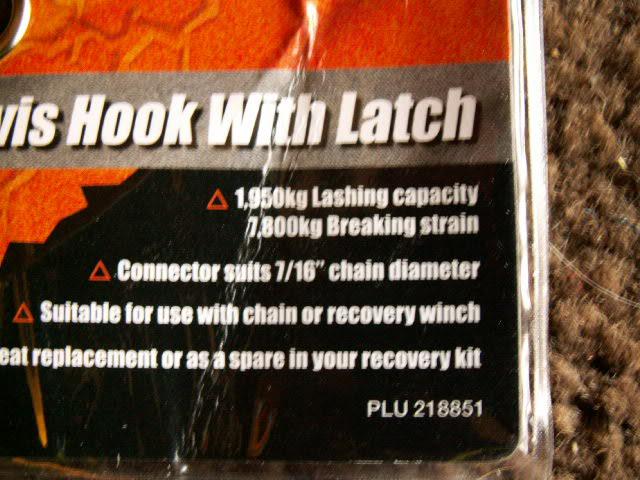 vis Hook With Latch
1,950kg Lashing capacity
7,800kg Breaking strain
Connector suits 7/16" chain diameter
Suitable for use with chain or recovery winch
eat replacement or as a spare in your recovery kit
PLU 218851